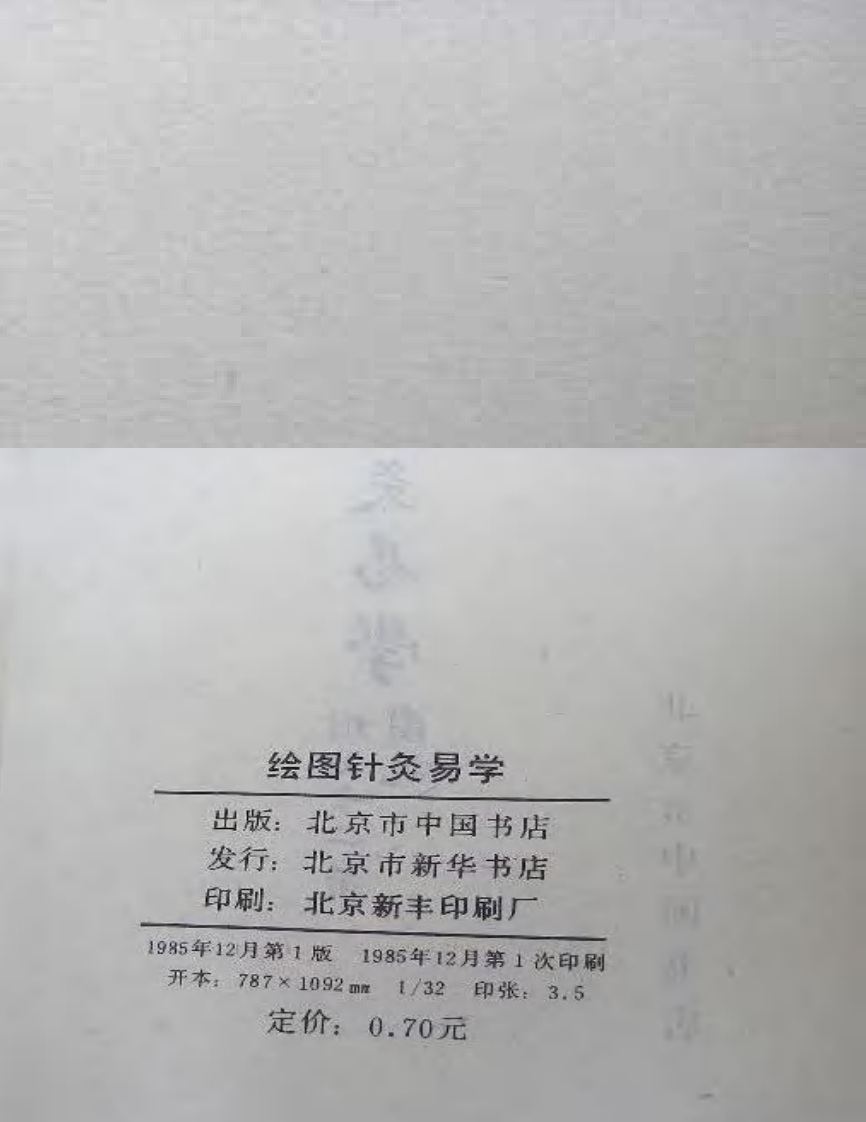 绘图针灸易学
出版：北京市中国书店
发行：北京市新华书店
印刷：北京新丰印刷厂
1985年12月第1版 1985年12月第1次印刷
开本：787×1092mm 1/32 印张：3.5
定价：0.70元